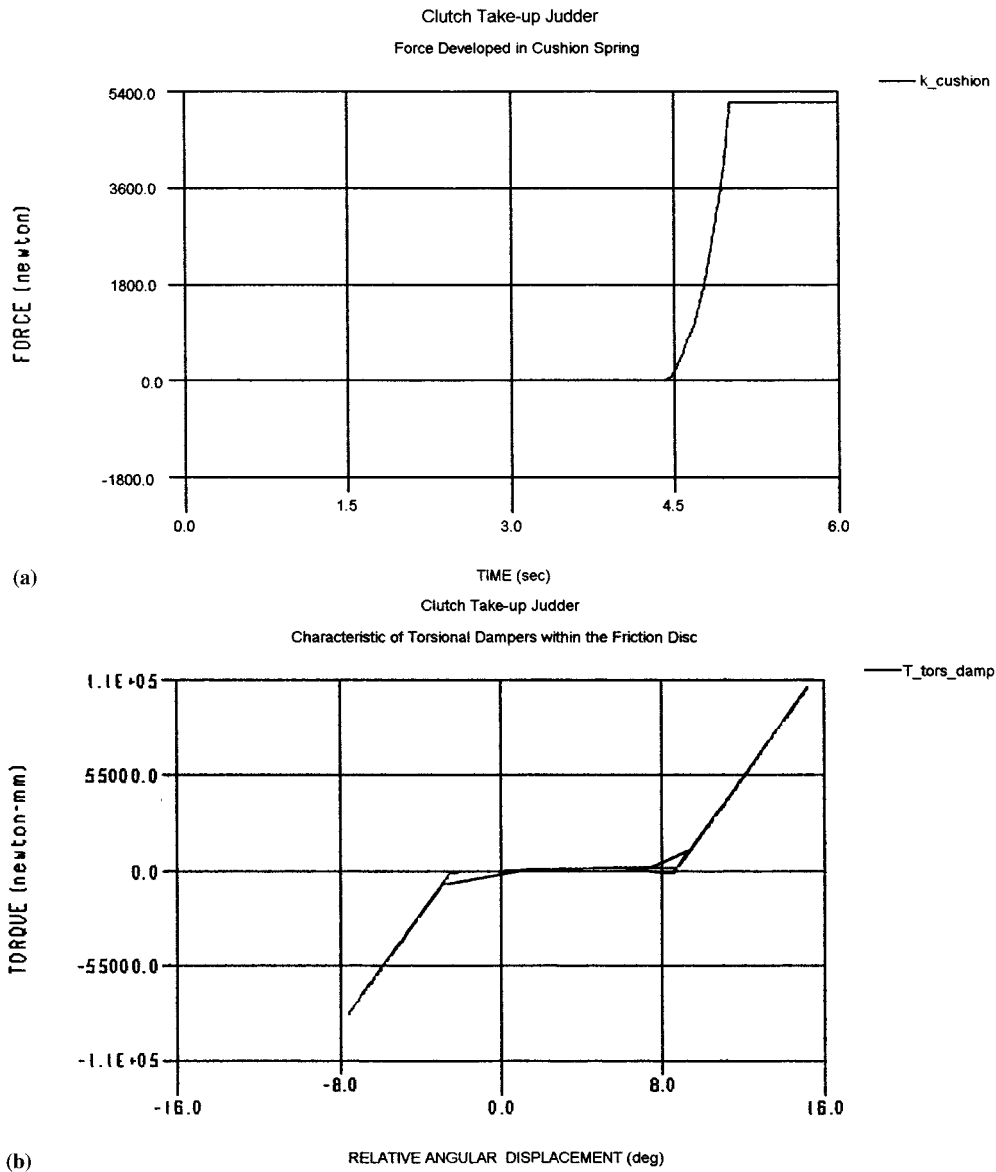 Clutch Take-up Judder
Force Developed in Cushion Spring
k_cushion
5400.0
3600.0
1800.0
0.0
-1800.0
FORCE (newton)
0.0
1.5
3.0
4.5
6.0
(a)
TIME (sec)
Clutch Take-up Judder
Characteristic of Torsional Dampers within the Friction Disc
T_tors_damp
1.1E+05
55000.0
0.0
-55000.0
-1.1E+05
TORQUE (newton-mm)
-16.0
-8.0
0.0
8.0
16.0
(b)
RELATIVE ANGULAR DISPLACEMENT (deg)